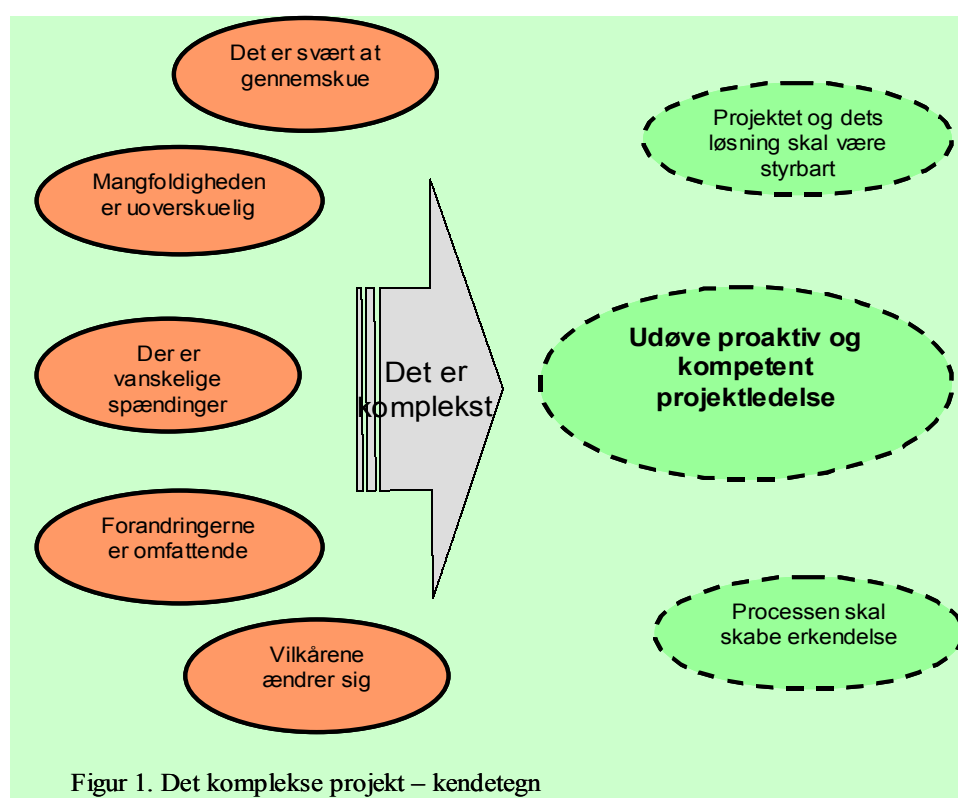 Det er svært at
gennemskue
Mangfoldigheden
er uoverskuelig
Der er
vanskelige
spændinger
Forandringerne
er omfattende
Vilkårene
ændrer sig
Det er
komplekst
Projektet og dets
løsning skal være
styrbart
Udøve proaktiv og
kompetent
projektledelse
Processen skal
skabe erkendelse
Figur 1. Det komplekse projekt – kendetegn